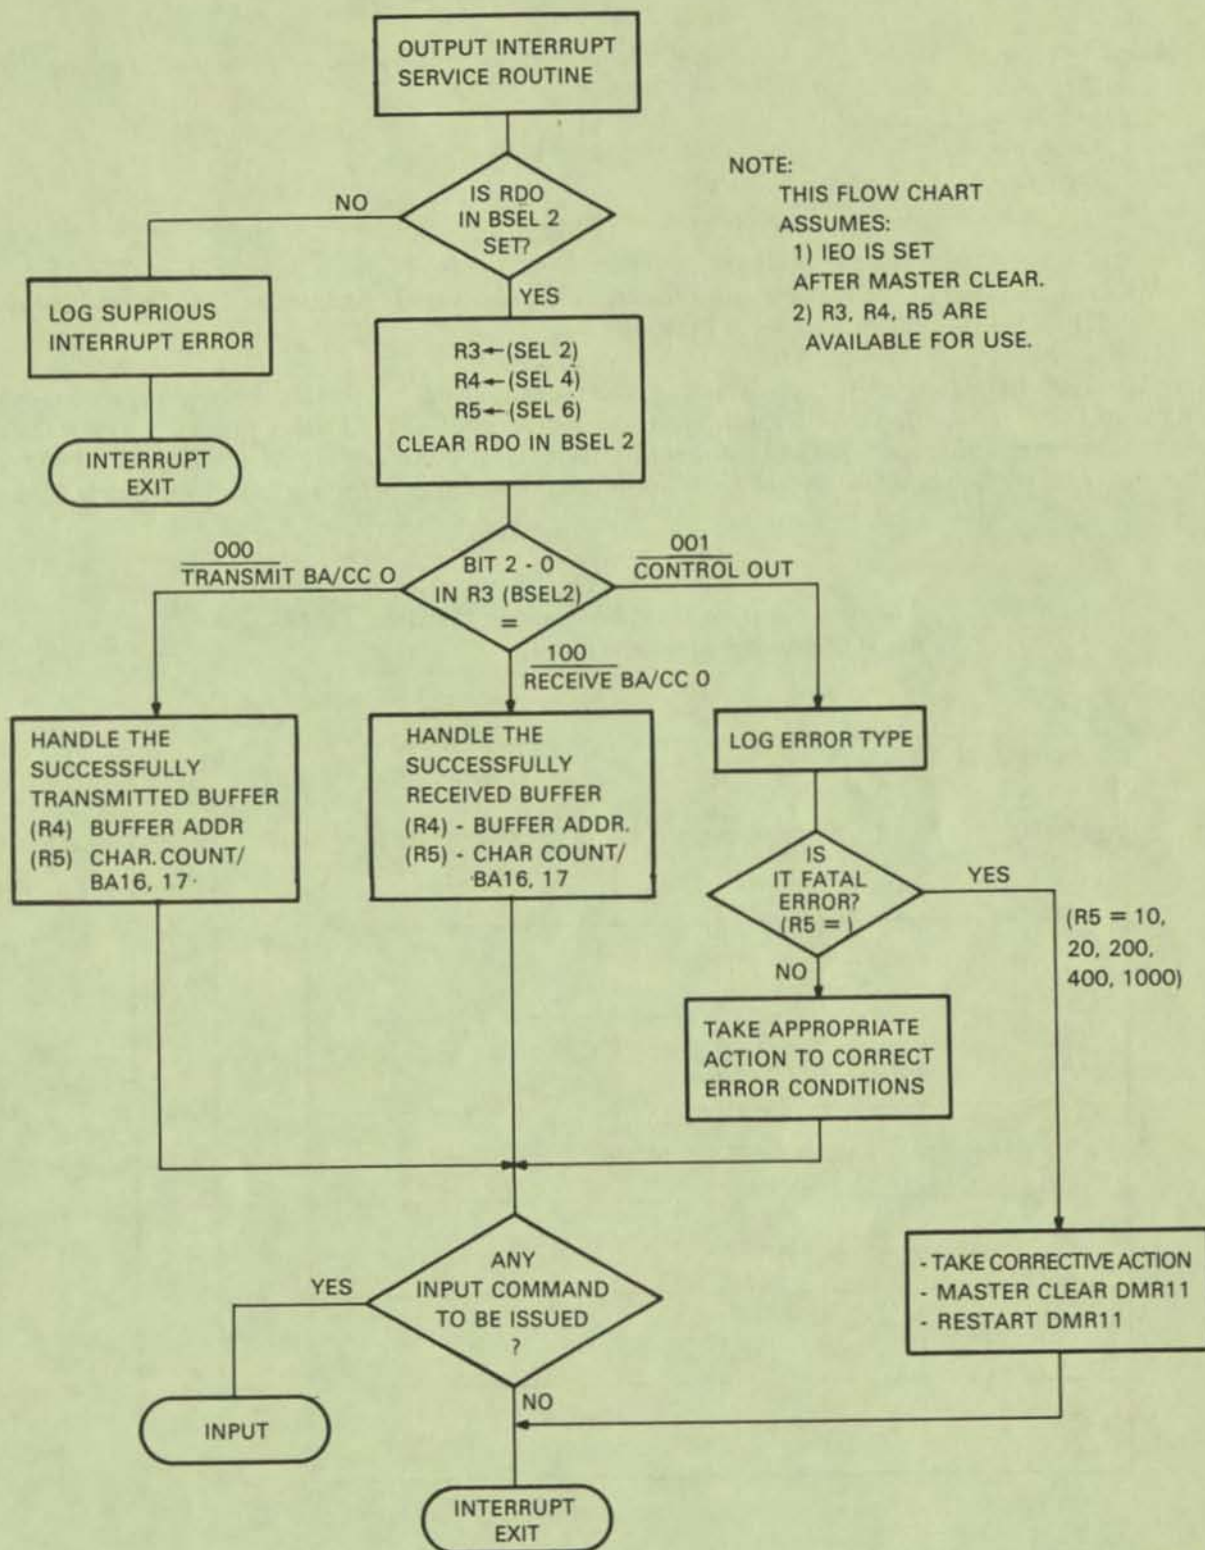 OUTPUT INTERRUPT
SERVICE ROUTINE
IS RDO
IN BSEL 2
SET?
NO
YES
NOTE:
THIS FLOW CHART
ASSUMES:
1) IEO IS SET
AFTER MASTER CLEAR.
2) R3, R4, R5 ARE
AVAILABLE FOR USE.
LOG SUPRIOUS
INTERRUPT ERROR
INTERRUPT
EXIT
R3←(SEL 2)
R4←(SEL 4)
R5←(SEL 6)
CLEAR RDO IN BSEL 2
BIT 2 - 0
IN R3 (BSEL2)
=
000
TRANSMIT BA/CC O
001
CONTROL OUT
100
RECEIVE BA/CC O
HANDLE THE
SUCCESSFULLY
TRANSMITTED BUFFER
(R4) BUFFER ADDR
(R5) CHAR. COUNT/
BA16, 17
HANDLE THE
SUCCESSFULLY
RECEIVED BUFFER
(R4) - BUFFER ADDR.
(R5) - CHAR COUNT/
BA16, 17
LOG ERROR TYPE
IS
IT FATAL
ERROR?
(R5 = )
YES
(R5 = 10,
20, 200,
400, 1000)
NO
TAKE APPROPRIATE
ACTION TO CORRECT
ERROR CONDITIONS
ANY
INPUT COMMAND
TO BE ISSUED
?
YES
NO
INPUT
- TAKE CORRECTIVE ACTION
- MASTER CLEAR DMR11
- RESTART DMR11
INTERRUPT
EXIT